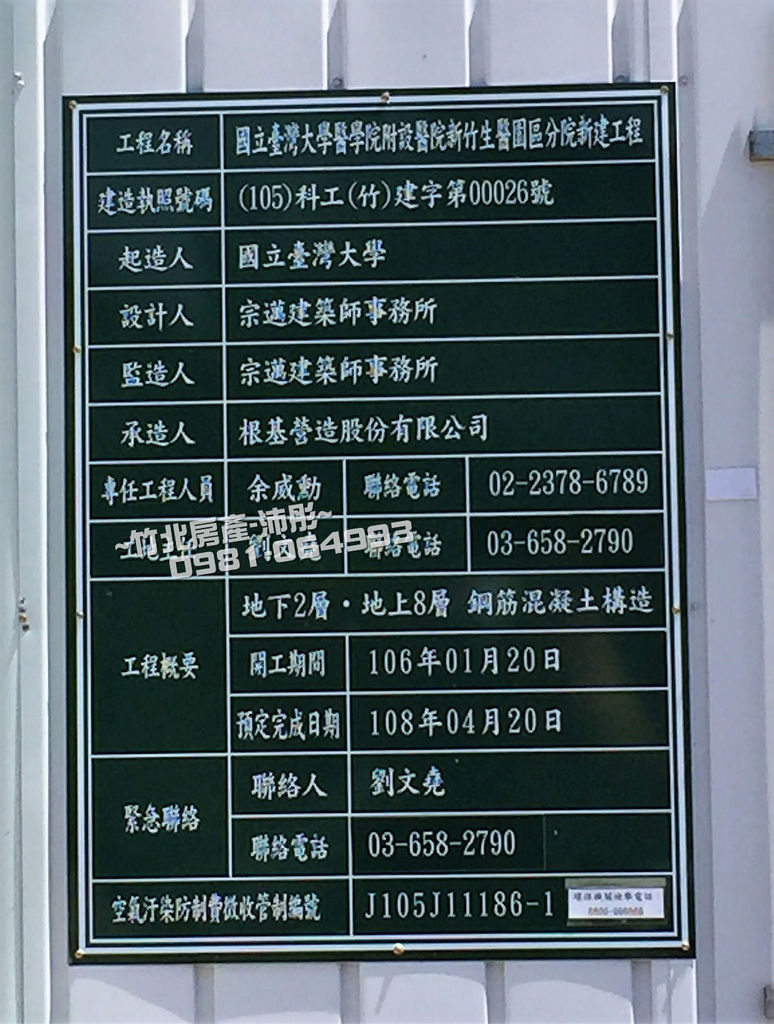 工程名稱 國立臺灣大學醫學院附設醫院新竹生醫園區分院新建工程
建造執照號碼 (105)科工(竹)建字第00026號
起造人 國立臺灣大學
設計人 宗邁建築師事務所
監造人 宗邁建築師事務所
承造人 根基營造股份有限公司
專任工程人員 余威勳 聯絡電話 02-2378-6789
~竹北房產·沛彤~
0981-064993
劉文堯 聯絡電話 03-658-2790
工程概要 地下2層·地上8層 鋼筋混凝土構造
開工期間 106年01月20日
預定完成日期 108年04月20日
緊急聯絡 聯絡人 劉文堯
聯絡電話 03-658-2790
空氣汙染防制費徵收管制編號 J105J11186-1